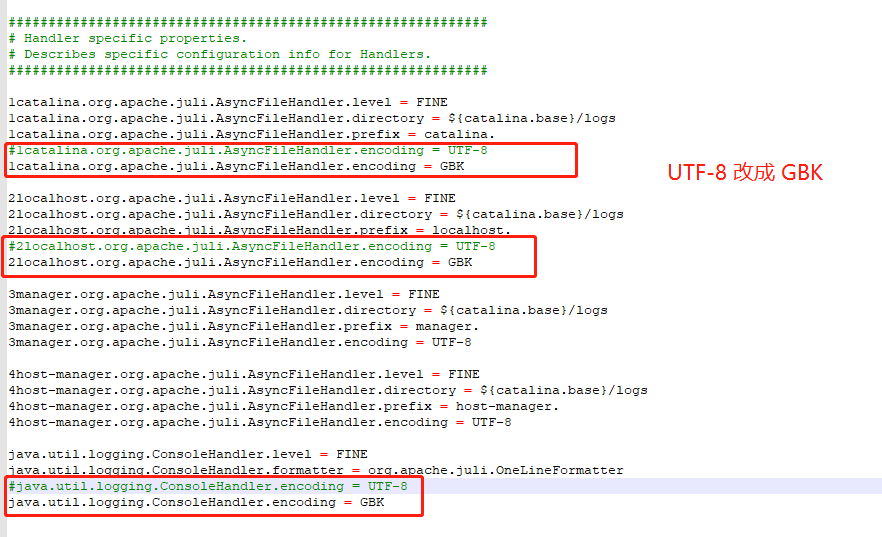 ############################################################
# Handler specific properties.
# Describes specific configuration info for Handlers.
############################################################
1catalina.org.apache.juli.AsyncFileHandler.level = FINE
1catalina.org.apache.juli.AsyncFileHandler.directory = ${catalina.base}/logs
1catalina.org.apache.juli.AsyncFileHandler.prefix = catalina.
#1catalina.org.apache.juli.AsyncFileHandler.encoding = UTF-8
1catalina.org.apache.juli.AsyncFileHandler.encoding = GBK
UTF-8 改成 GBK
2localhost.org.apache.juli.AsyncFileHandler.level = FINE
2localhost.org.apache.juli.AsyncFileHandler.directory = ${catalina.base}/logs
2localhost.org.apache.juli.AsyncFileHandler.prefix = localhost.
#2localhost.org.apache.juli.AsyncFileHandler.encoding = UTF-8
2localhost.org.apache.juli.AsyncFileHandler.encoding = GBK
3manager.org.apache.juli.AsyncFileHandler.level = FINE
3manager.org.apache.juli.AsyncFileHandler.directory = ${catalina.base}/logs
3manager.org.apache.juli.AsyncFileHandler.prefix = manager.
3manager.org.apache.juli.AsyncFileHandler.encoding = UTF-8
4host-manager.org.apache.juli.AsyncFileHandler.level = FINE
4host-manager.org.apache.juli.AsyncFileHandler.directory = ${catalina.base}/logs
4host-manager.org.apache.juli.AsyncFileHandler.prefix = host-manager.
4host-manager.org.apache.juli.AsyncFileHandler.encoding = UTF-8
java.util.logging.ConsoleHandler.level = FINE
java.util.logging.ConsoleHandler.formatter = org.apache.juli.OneLineFormatter
#java.util.logging.ConsoleHandler.encoding = UTF-8
java.util.logging.ConsoleHandler.encoding = GBK